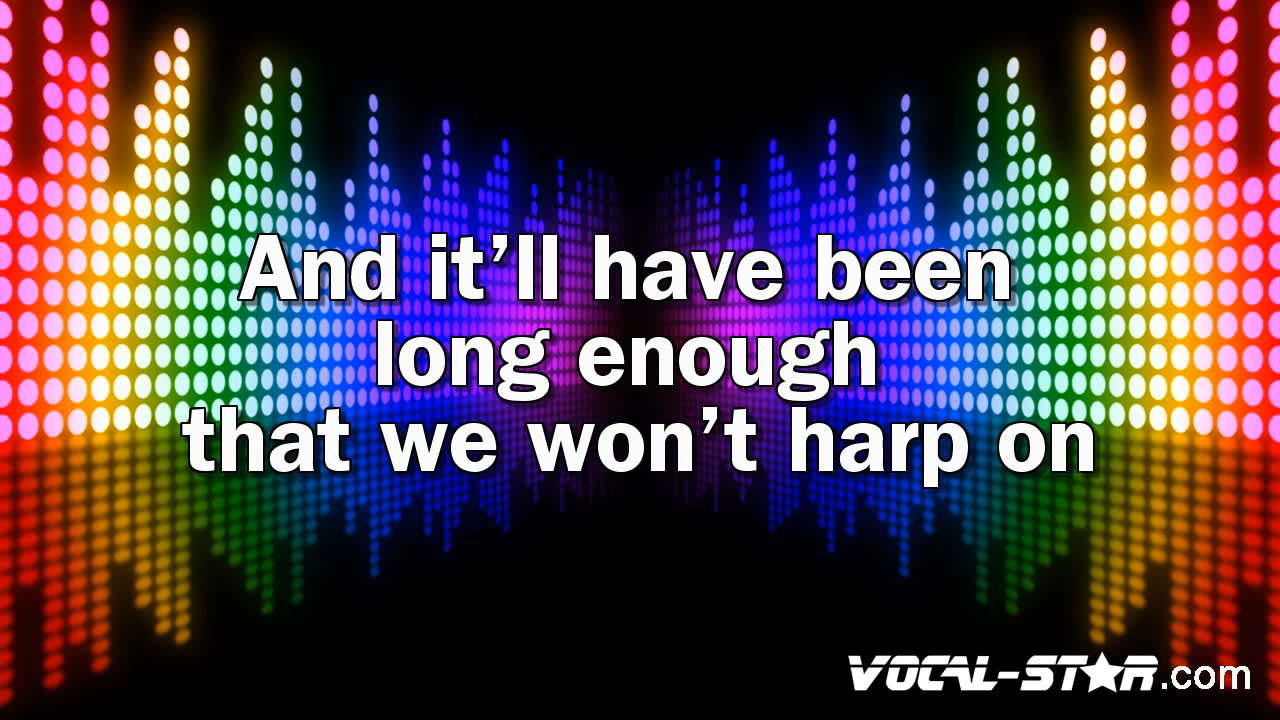 And it’ll have been
long enough
that we won’t harp on
VOCAL-STAR.com